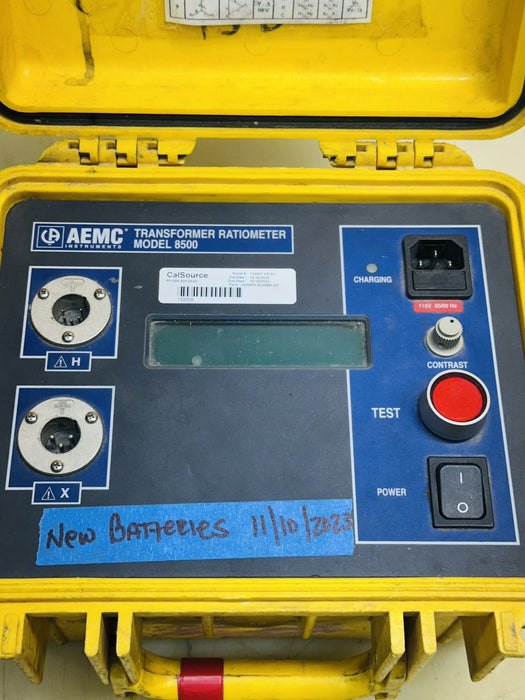 AEMC®
INSTRUMENTS
TRANSFORMER RATIOMETER
MODEL 8500
CalSource
15958
CHARGING
110V 50/60 Hz
CONTRAST
H
TEST
X
POWER
I
O
New Batteries 11/10/2023